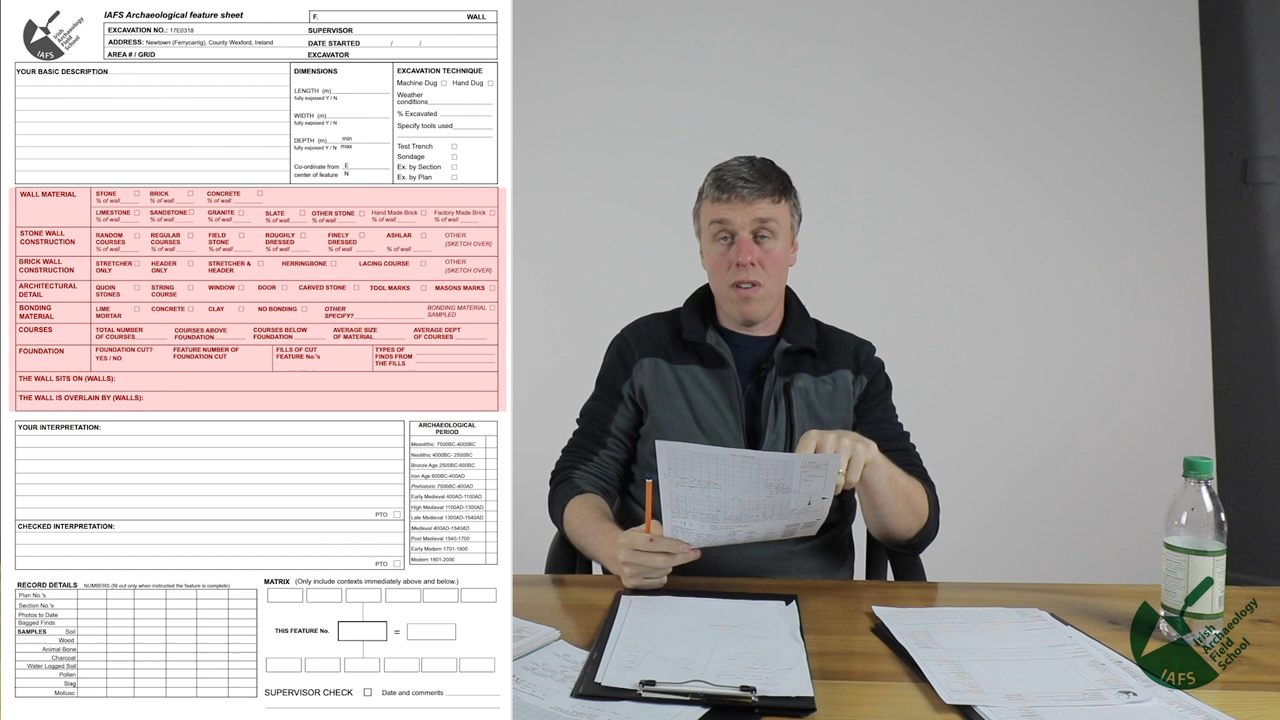 Irish
Archaeology
Field
School
IAFS
IAFS Archaeological feature sheet
F. WALL
EXCAVATION NO.: 17E0318 SUPERVISOR
ADDRESS: Newtown (Ferrycarrig), County Wexford, Ireland DATE STARTED / /
AREA # / GRID EXCAVATOR
YOUR BASIC DESCRIPTION
DIMENSIONS
LENGTH (m)
fully exposed Y / N
WIDTH (m)
fully exposed Y / N
DEPTH (m) min
fully exposed Y / N max
Co-ordinate from E
center of feature N
EXCAVATION TECHNIQUE
Machine Dug Hand Dug
Weather
conditions
% Excavated
Specify tools used
Test Trench
Sondage
Ex. by Section
Ex. by Plan
WALL MATERIAL
STONE BRICK CONCRETE
% of wall % of wall % of wall
LIMESTONE SANDSTONE GRANITE SLATE OTHER STONE Hand Made Brick Factory Made Brick
% of wall % of wall % of wall % of wall % of wall % of wall % of wall
STONE WALL
CONSTRUCTION
RANDOM REGULAR FIELD ROUGHLY FINELY ASHLAR OTHER
COURSES COURSES STONE DRESSED DRESSED (SKETCH OVER)
% of wall % of wall % of wall % of wall % of wall % of wall
BRICK WALL
CONSTRUCTION
STRETCHER HEADER STRETCHER & HERRINGBONE LACING COURSE OTHER
ONLY ONLY HEADER (SKETCH OVER)
ARCHITECTURAL
DETAIL
QUOIN STRING WINDOW DOOR CARVED STONE TOOL MARKS MASONS MARKS
STONES COURSE
BONDING
MATERIAL
LIME CONCRETE CLAY NO BONDING OTHER BONDING MATERIAL
MORTAR SPECIFY? SAMPLED
COURSES
TOTAL NUMBER COURSES ABOVE COURSES BELOW AVERAGE SIZE AVERAGE DEPT
OF COURSES FOUNDATION FOUNDATION OF MATERIAL OF COURSES
FOUNDATION
FOUNDATION CUT? FEATURE NUMBER OF FILLS OF CUT TYPES OF
YES / NO FOUNDATION CUT FEATURE No.'s FINDS FROM
THE FILLS
THE WALL SITS ON (WALLS):
THE WALL IS OVERLAIN BY (WALLS):
YOUR INTERPRETATION:
PTO
CHECKED INTERPRETATION:
PTO
ARCHAEOLOGICAL
PERIOD
Mesolithic 7500BC-4000BC
Neolithic 4000BC- 2500BC
Bronze Age 2500BC-600BC
Iron Age 600BC-400AD
Prehistoric 7500BC-400AD
Early Medieval 400AD-1100AD
High Medieval 1100AD-1300AD
Late Medieval 1300AD-1540AD
Medieval 400AD-1540AD
Post Medieval 1540-1700
Early Modern 1701-1800
Modern 1801-2000
RECORD DETAILS NUMBERS (fill out only when instructed the feature is complete)
Plan No.'s
Section No.'s
Photos to Date
Bagged Finds
SAMPLES Soil
Wood
Animal Bone
Charcoal
Water Logged Soil
Pollen
Slag
Mollusc
MATRIX (Only include contexts immediately above and below.)
THIS FEATURE No. =
SUPERVISOR CHECK Date and comments
Irish
Archaeology
Field
School
IAFS